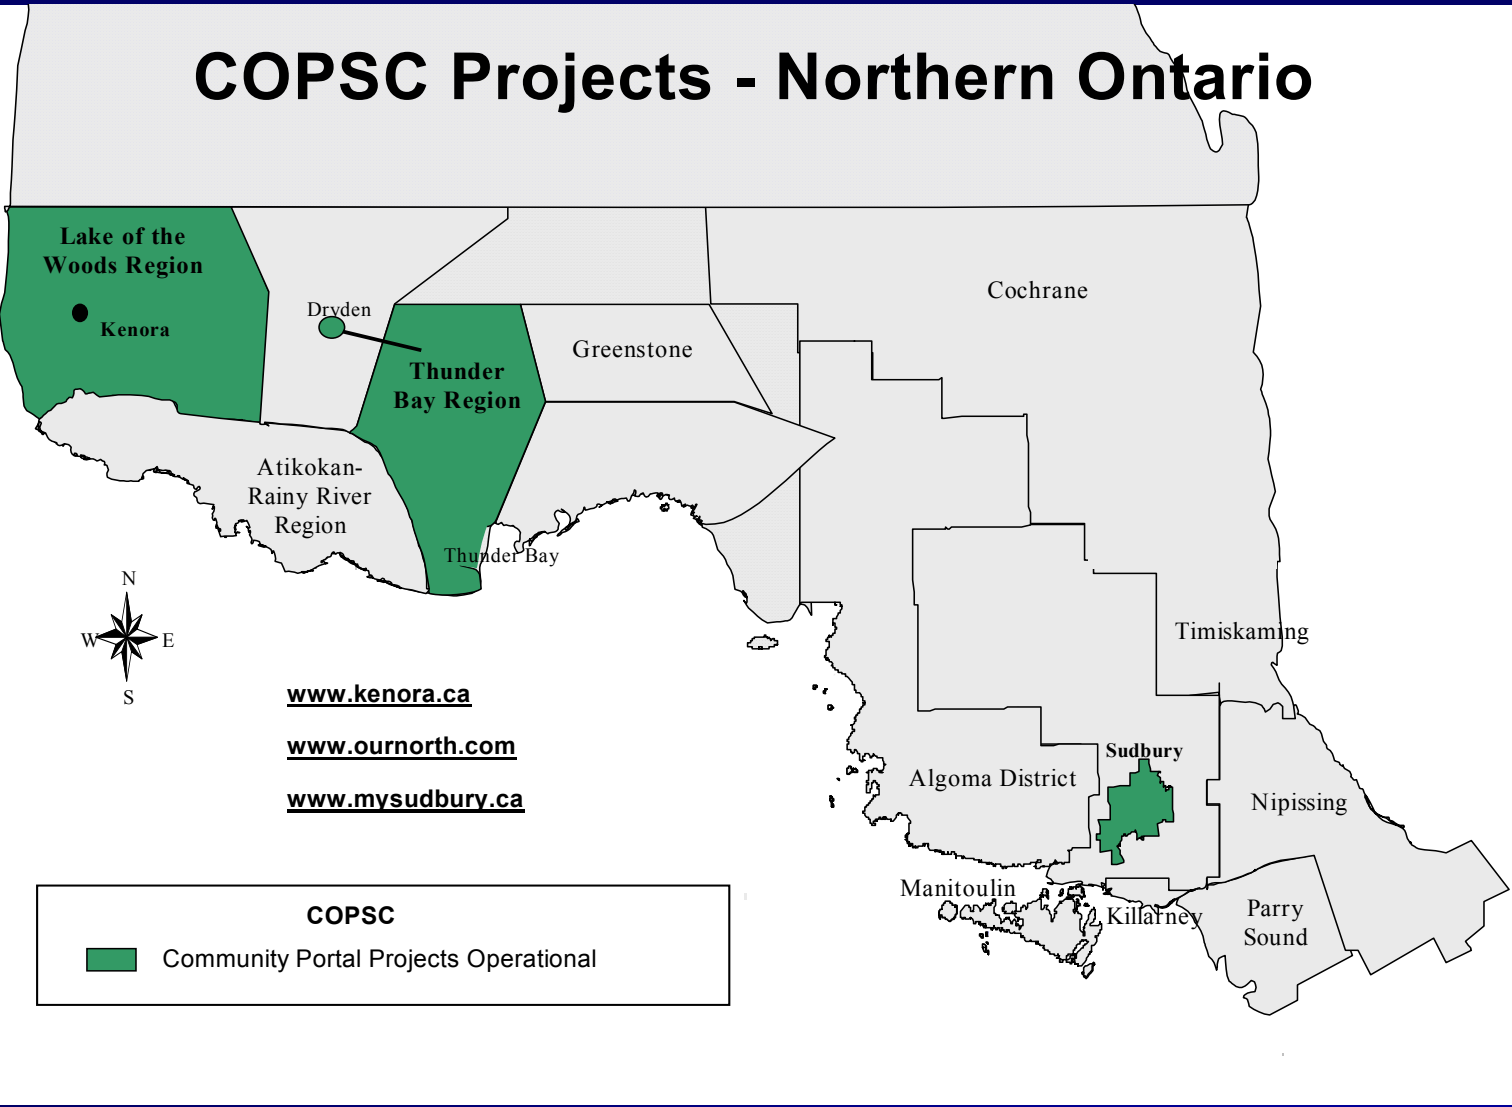 COPSC Projects - Northern Ontario
Lake of the
Woods Region
Kenora
Dryden
Thunder
Bay Region
Greenstone
Cochrane
Atikokan-
Rainy River
Region
Thunder Bay
N
W
E
S
Timiskaming
www.kenora.ca
www.ournorth.com
www.mysudbury.ca
Sudbury
Algoma District
Nipissing
Manitoulin
Killarney
Parry
Sound
COPSC
Community Portal Projects Operational